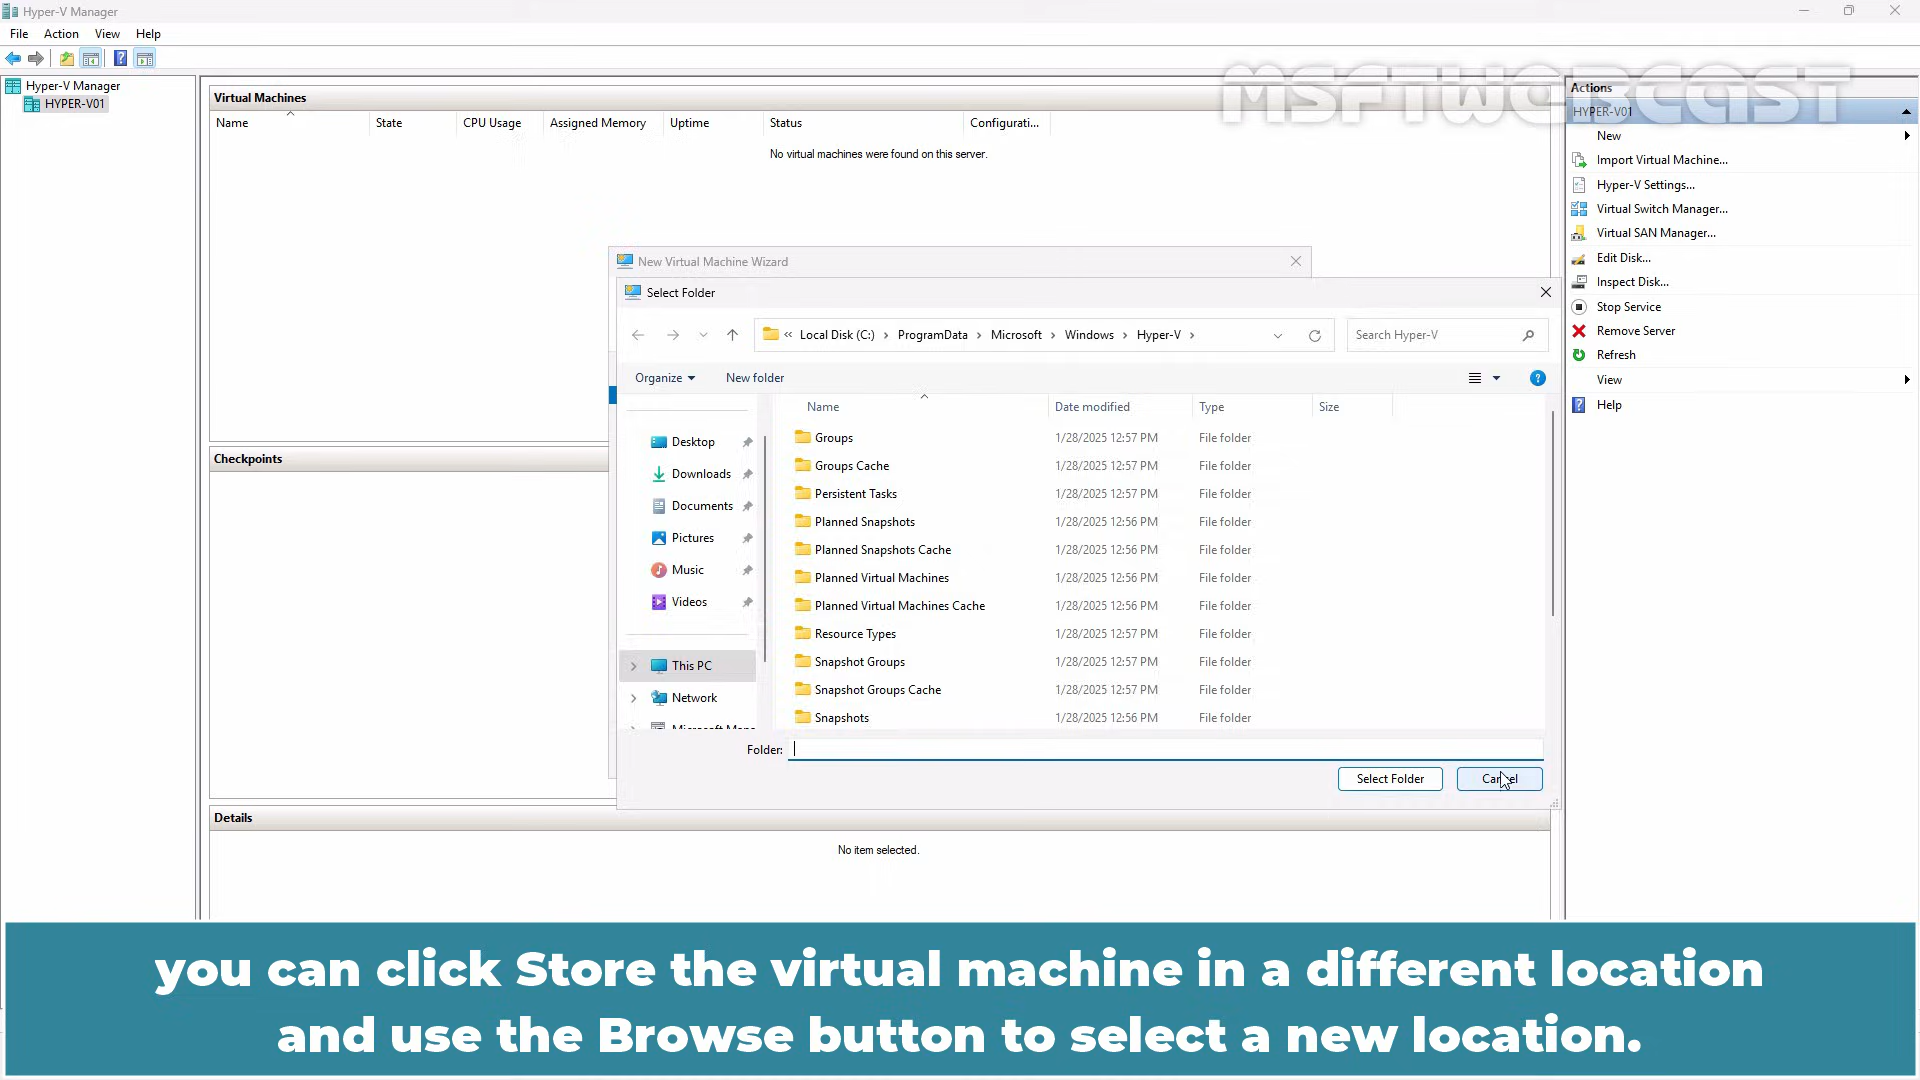 Hyper-V Manager
File Action View Help
Hyper-V Manager
HYPER-V01
Virtual Machines
Name State CPU Usage Assigned Memory Uptime Status Configurati...
No virtual machines were found on this server.
Checkpoints
Details
No item selected.
New Virtual Machine Wizard
Select Folder
« Local Disk (C:) › ProgramData › Microsoft › Windows › Hyper-V ›
Search Hyper-V
Organize New folder
Name Date modified Type Size
Desktop
Downloads
Documents
Pictures
Music
Videos
This PC
Network
Groups 1/28/2025 12:57 PM File folder
Groups Cache 1/28/2025 12:57 PM File folder
Persistent Tasks 1/28/2025 12:57 PM File folder
Planned Snapshots 1/28/2025 12:56 PM File folder
Planned Snapshots Cache 1/28/2025 12:56 PM File folder
Planned Virtual Machines 1/28/2025 12:56 PM File folder
Planned Virtual Machines Cache 1/28/2025 12:56 PM File folder
Resource Types 1/28/2025 12:57 PM File folder
Snapshot Groups 1/28/2025 12:57 PM File folder
Snapshot Groups Cache 1/28/2025 12:57 PM File folder
Snapshots 1/28/2025 12:56 PM File folder
Folder:
Select Folder Cancel
MSFTWEBCAST
Actions
HYPER-V01
New
Import Virtual Machine...
Hyper-V Settings...
Virtual Switch Manager...
Virtual SAN Manager...
Edit Disk...
Inspect Disk...
Stop Service
Remove Server
Refresh
View
Help
you can click Store the virtual machine in a different location
and use the Browse button to select a new location.